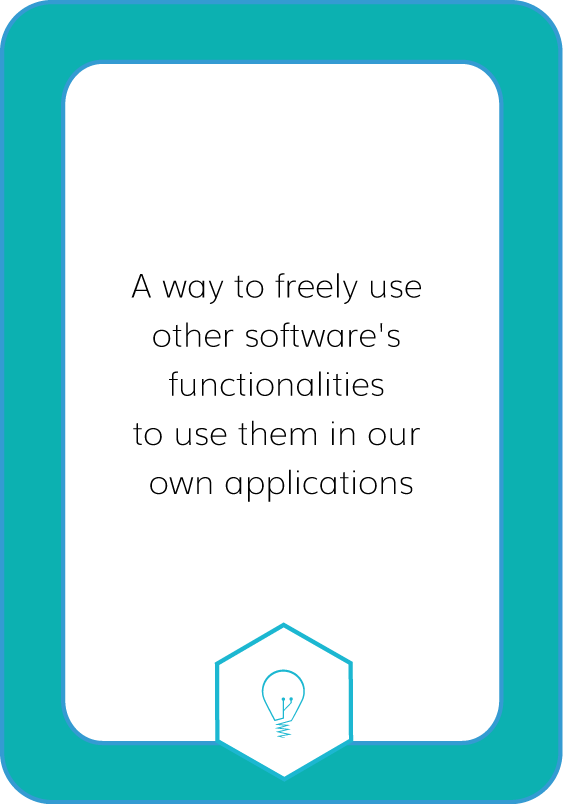 A way to freely use
other software's
functionalities
to use them in our
own applications